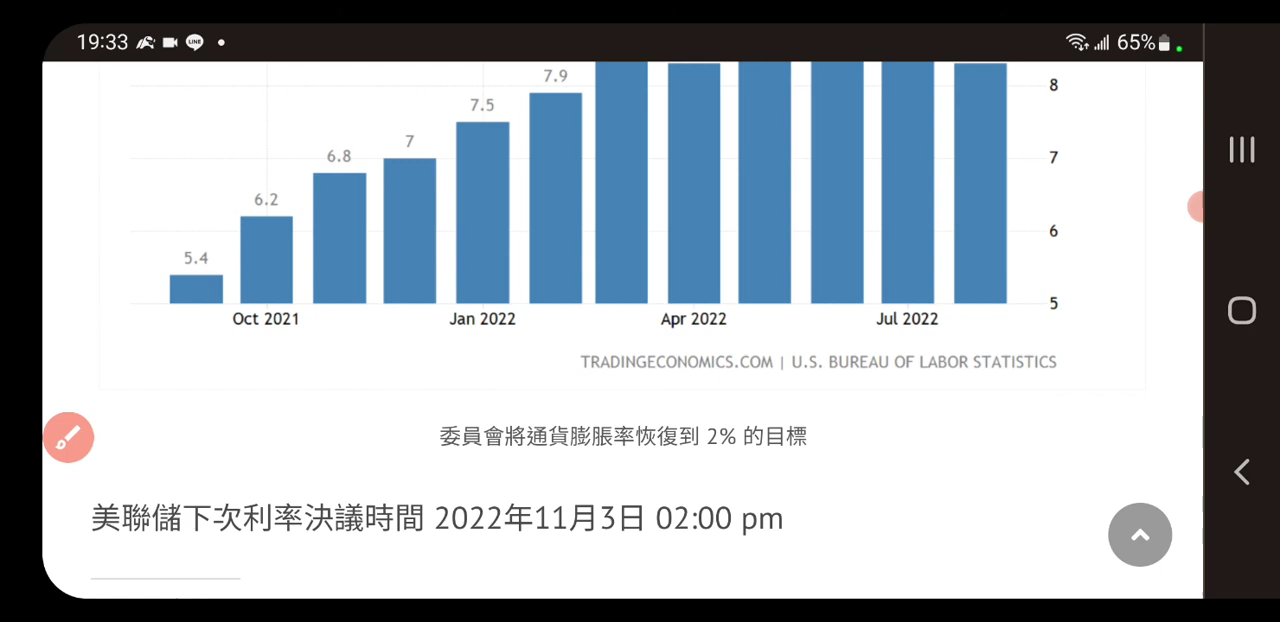 19:33 LINE 65%
7.9 8
7.5
7 7
6.8
6.2 6
5.4
5
Oct 2021 Jan 2022 Apr 2022 Jul 2022
TRADINGECONOMICS.COM | U.S. BUREAU OF LABOR STATISTICS
委員會將通貨膨脹率恢復到 2% 的目標
美聯儲下次利率決議時間 2022年11月3日 02:00 pm